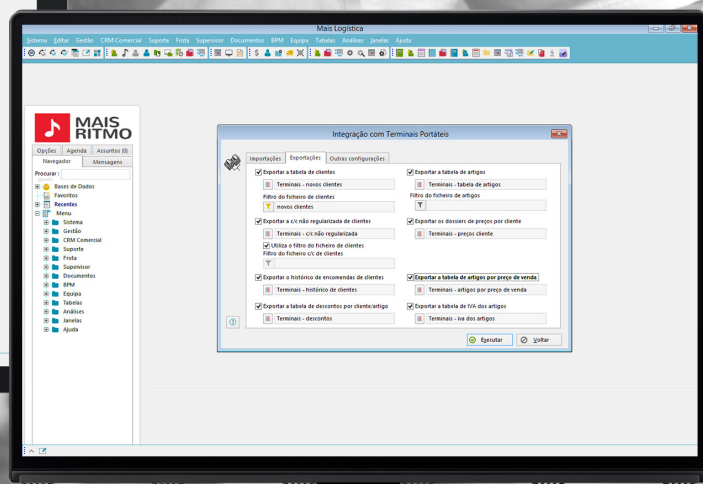 Mais Logística
Sistema Editar Gestão CRM Comercial Suporte Frota Supervisor Documentos BPM Equipa Tabelas Análises Janelas Ajuda
MAIS
RITMO
Opções Agenda Assuntos (0)
Navegador Mensagens
Procurar :
Bases de Dados
Favoritos
Recentes
Menu
Sistema
Gestão
CRM Comercial
Suporte
Frota
Supervisor
Documentos
BPM
Equipa
Tabelas
Análises
Janelas
Ajuda
Integração com Terminais Portáteis
Importações Exportações Outras configurações
Exportar a tabela de clientes
Terminais - novos clientes
Filtro do ficheiro de clientes
novos clientes
Exportar a c/c não regularizada de clientes
Terminais - c/c não regularizada
Utiliza o filtro do ficheiro de clientes
Filtro do ficheiro c/c de clientes
Exportar o histórico de encomendas de clientes
Terminais - histórico de clientes
Exportar a tabela de descontos por cliente/artigo
Terminais - descontos
Exportar a tabela de artigos
Terminais - tabela de artigos
Filtro do ficheiro de artigos
Exportar os dossiers de preços por cliente
Terminais - preços cliente
Exportar a tabela de artigos por preço de venda
Terminais - artigos por preço de venda
Exportar a tabela de IVA dos artigos
Terminais - iva dos artigos
Executar Voltar